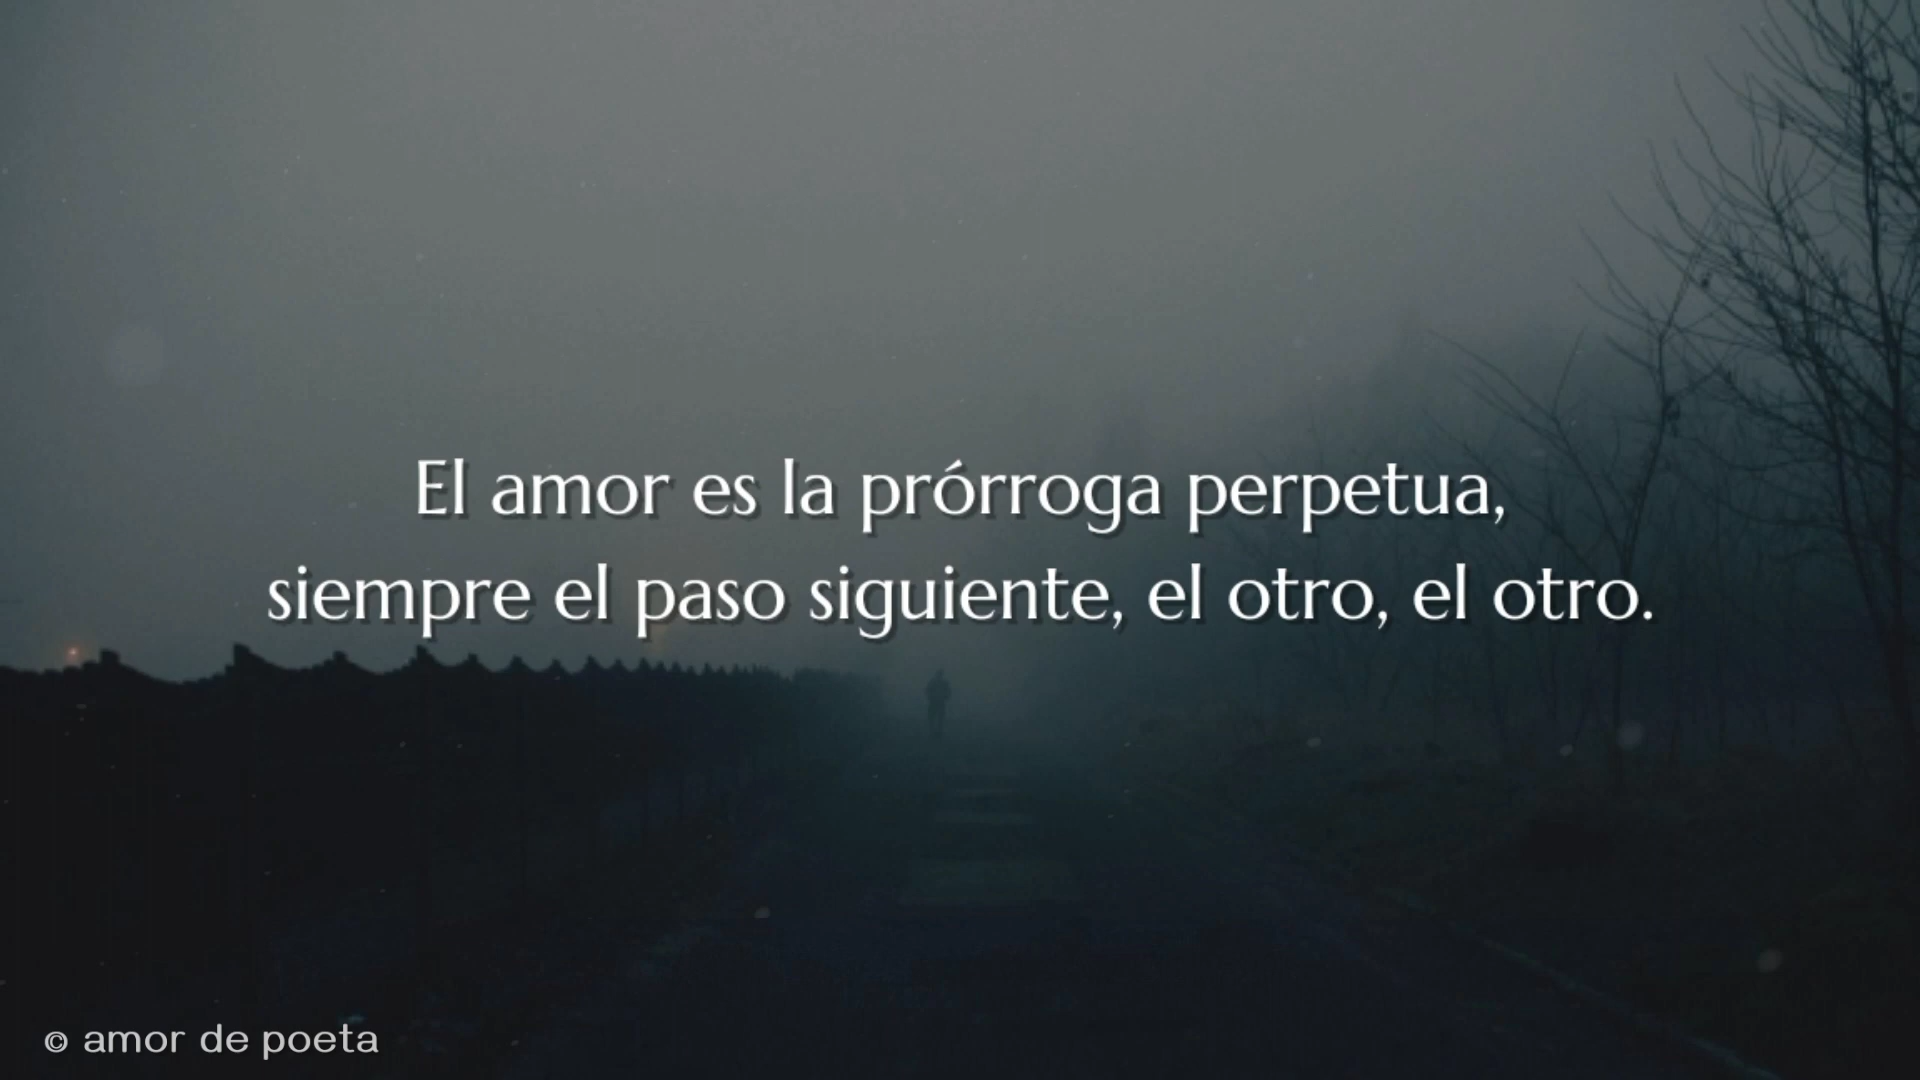 El amor es la prórroga perpetua,
siempre el paso siguiente, el otro, el otro.
© amor de poeta